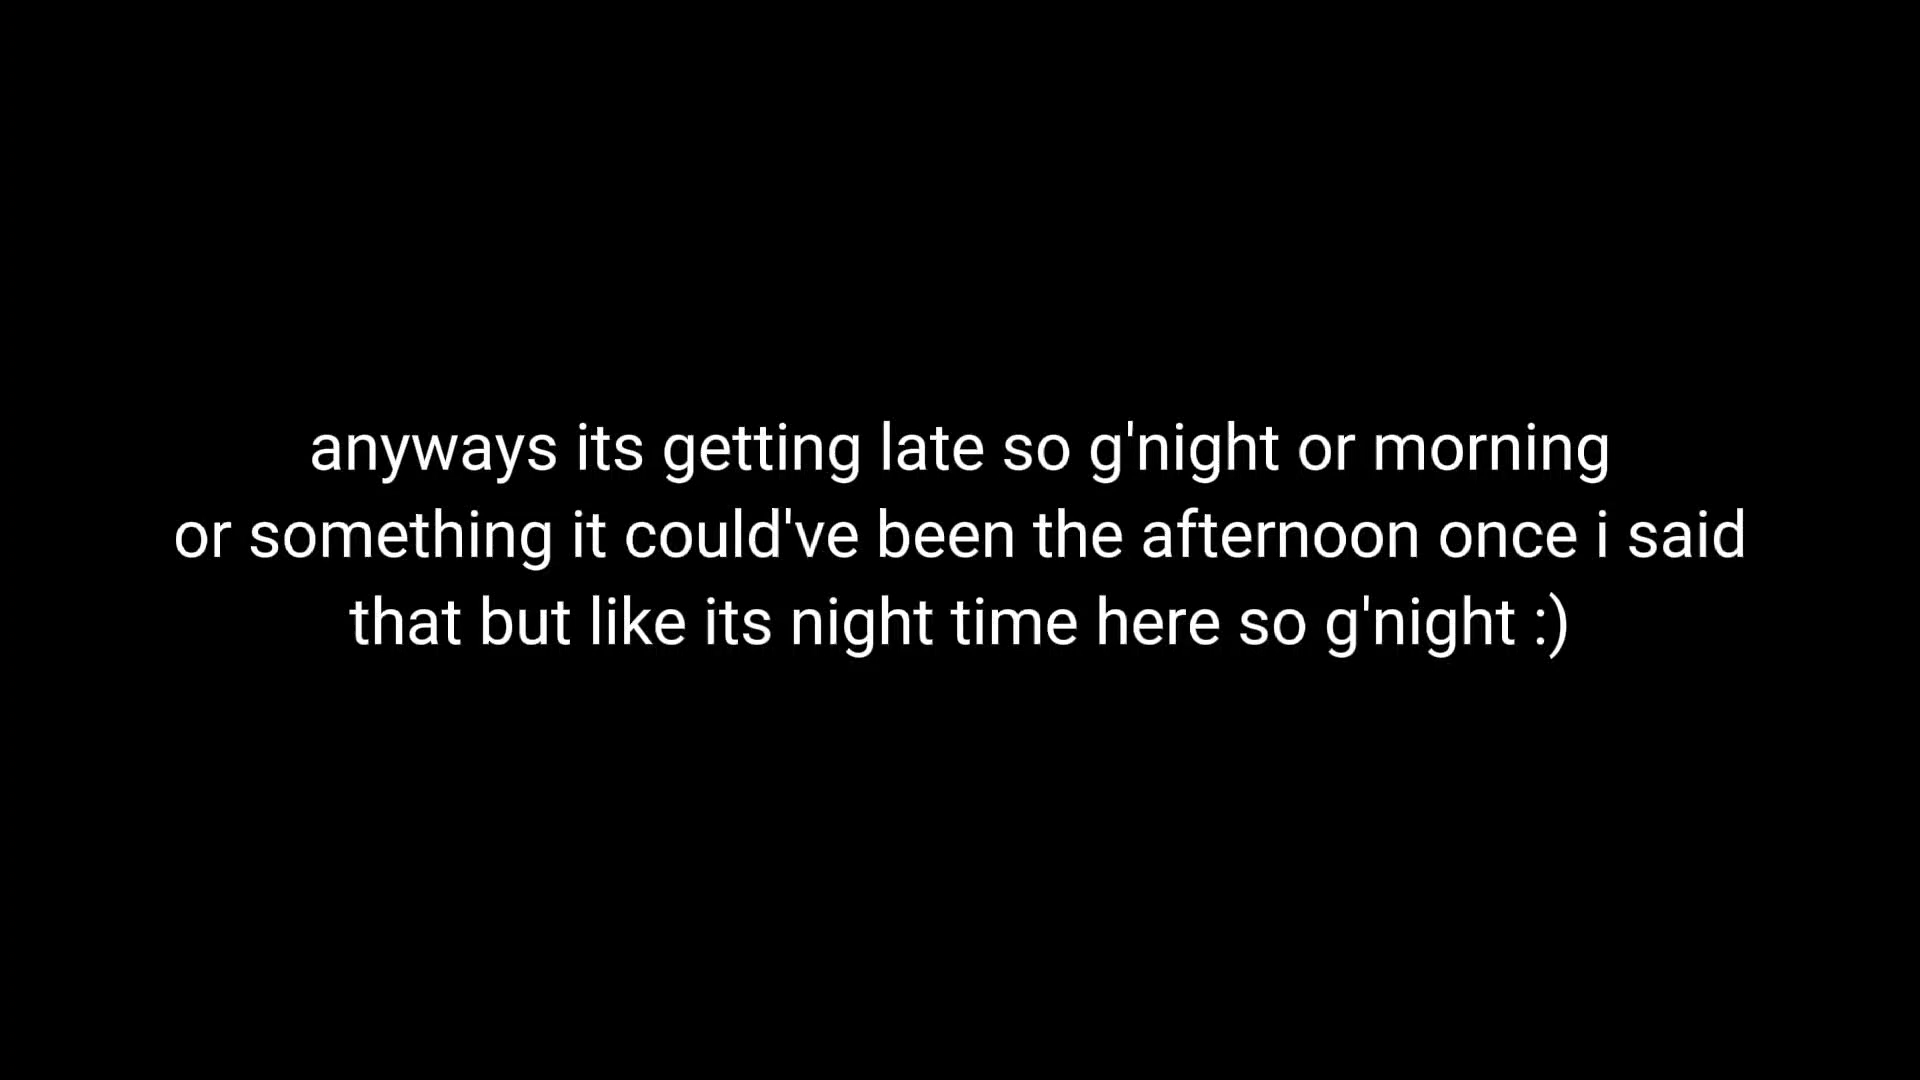 anyways its getting late so g'night or morning
or something it could've been the afternoon once i said
that but like its night time here so g'night :)